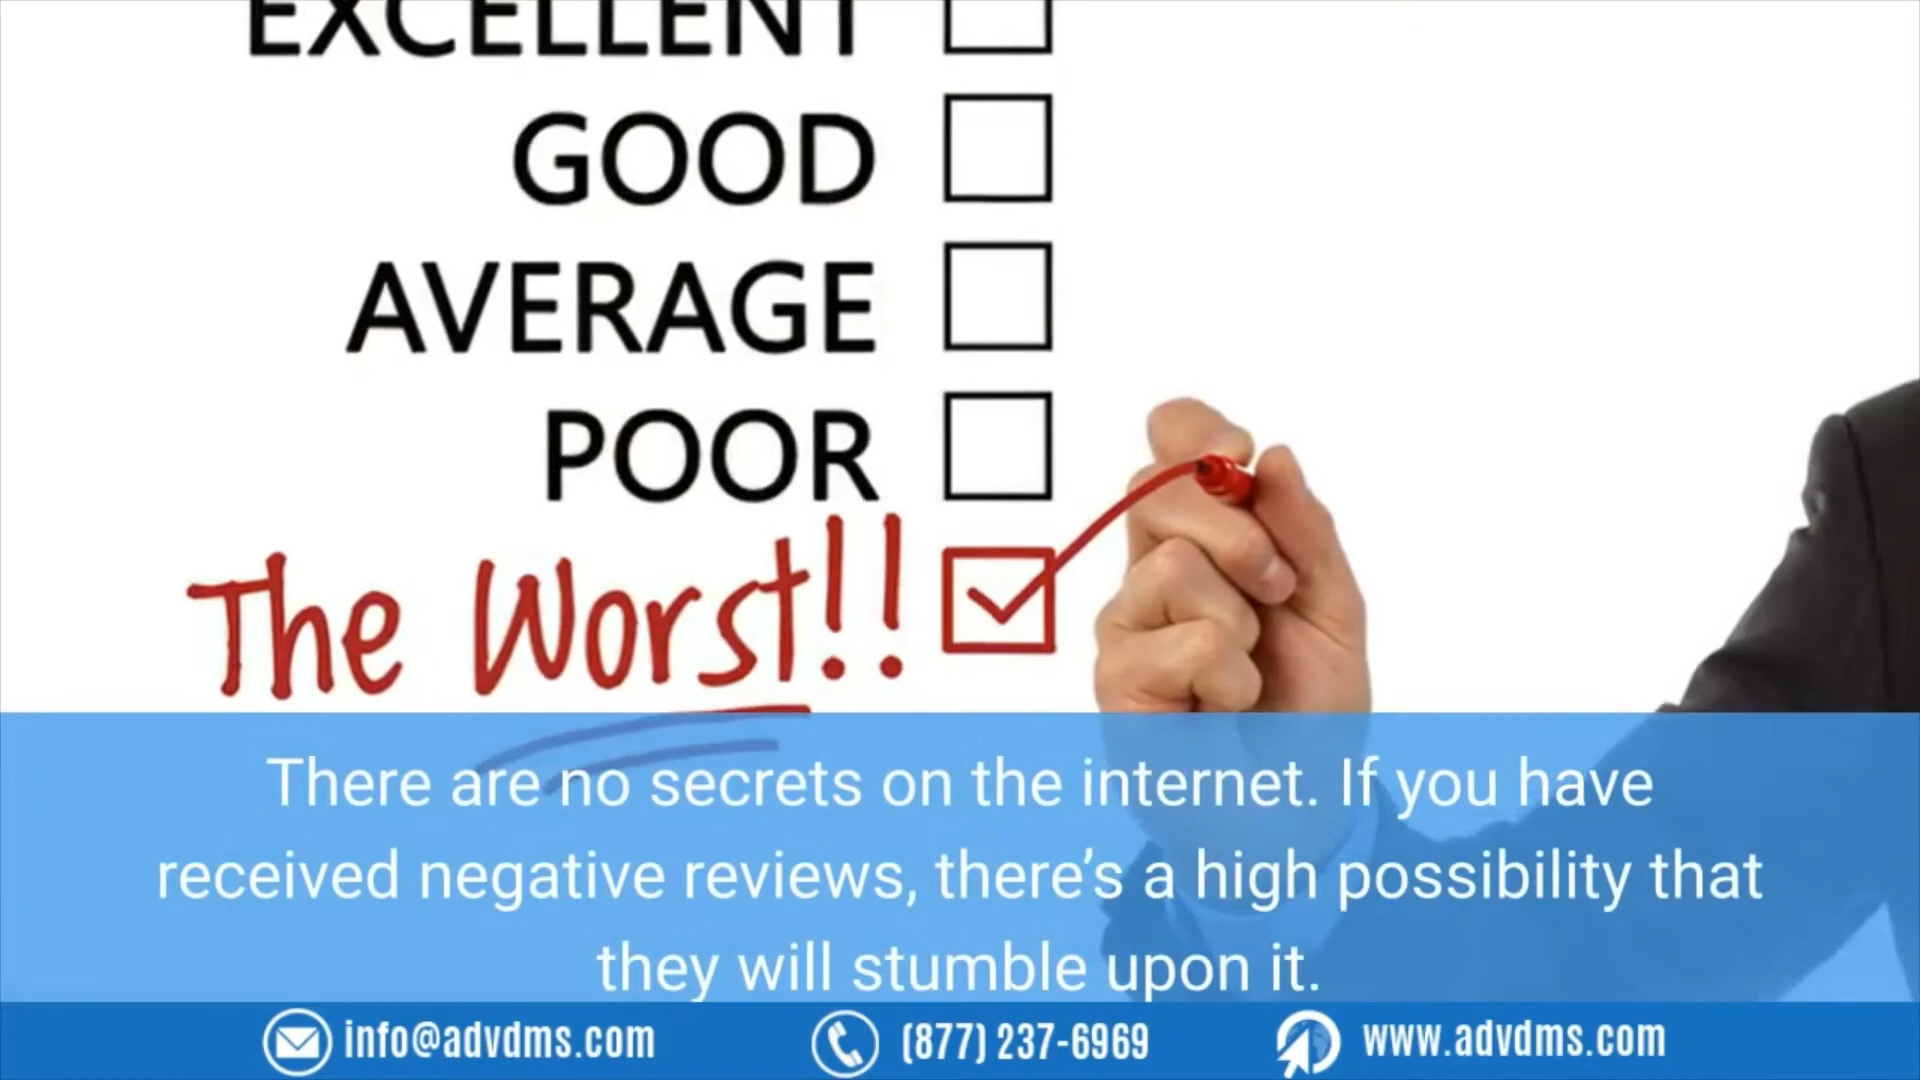 EXCELLENT
GOOD
AVERAGE
POOR
The Worst!!
There are no secrets on the internet. If you have
received negative reviews, there's a high possibility that
they will stumble upon it.
info@advdms.com (877) 237-6969 www.advdms.com